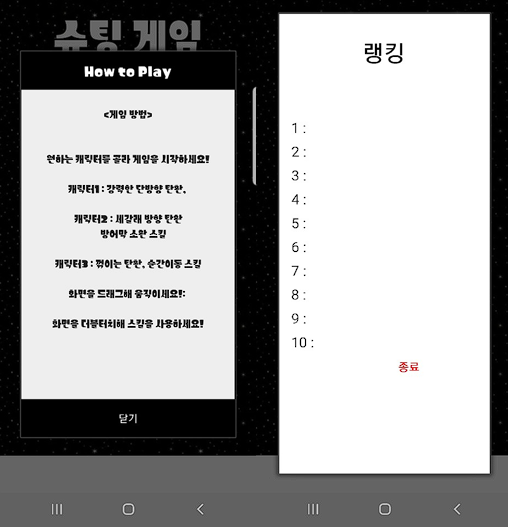 슈팅 게임
How to Play
<게임 방법>
원하는 캐릭터를 골라 게임을 시작하세요!
캐릭터1 : 강력한 단방향 탄환,
캐릭터2 : 세갈래 방향 탄환
방어막 소환 스킬
캐릭터3 : 꺾이는 탄환, 순간이동 스킬
화면을 드래그해 움직이세요!:
화면을 더블터치해 스킬을 사용하세요!
닫기
랭킹
1 :
2 :
3 :
4 :
5 :
6 :
7 :
8 :
9 :
10 :
종료